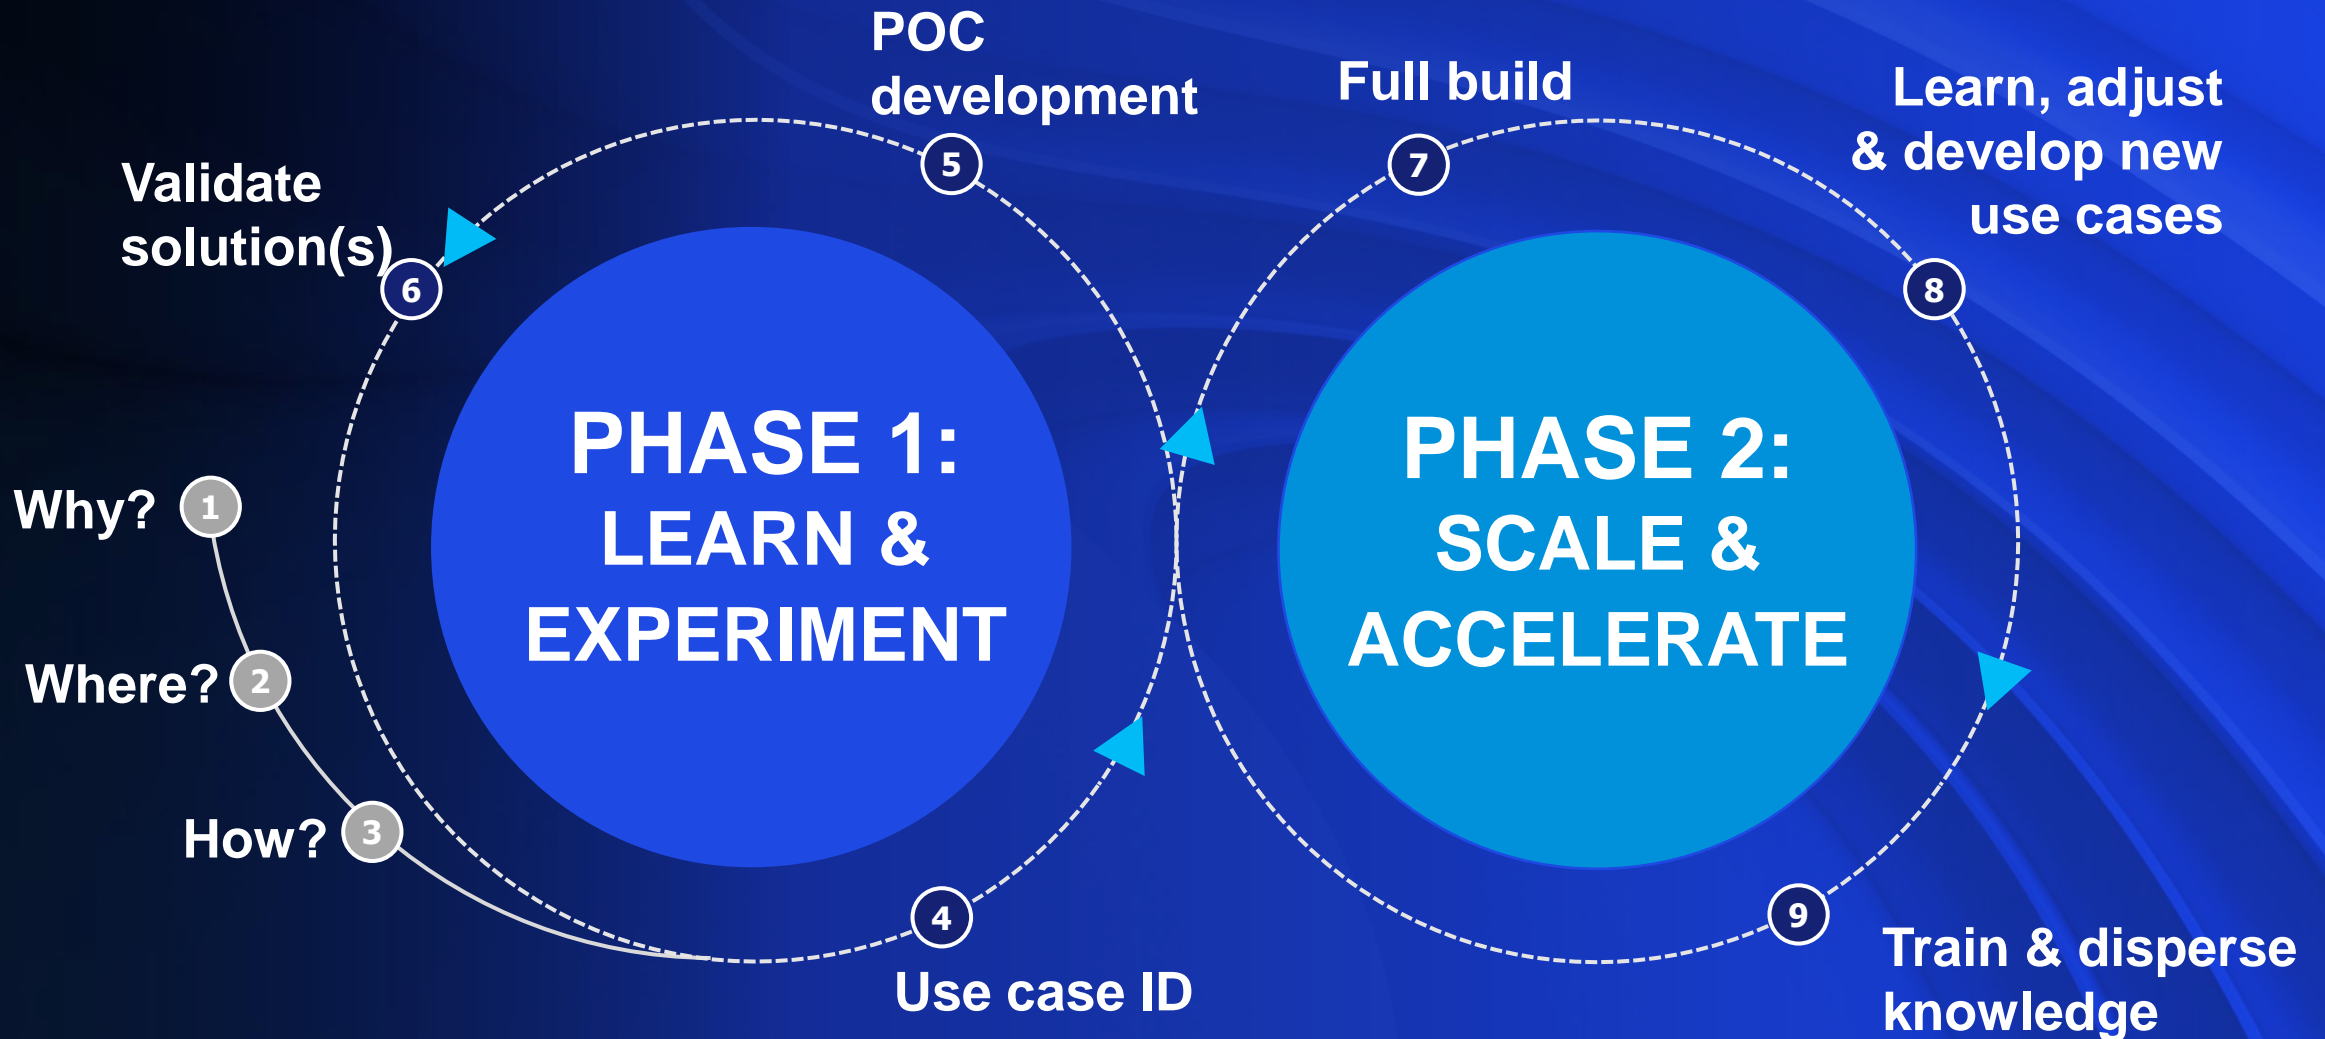 Why?
1
Where?
2
How?
3
4
Use case ID
POC
development
5
Validate
solution(s)
6
PHASE 1:
LEARN &
EXPERIMENT
Full build
7
Learn, adjust
& develop new
use cases
8
9
Train & disperse
knowledge
PHASE 2:
SCALE &
ACCELERATE